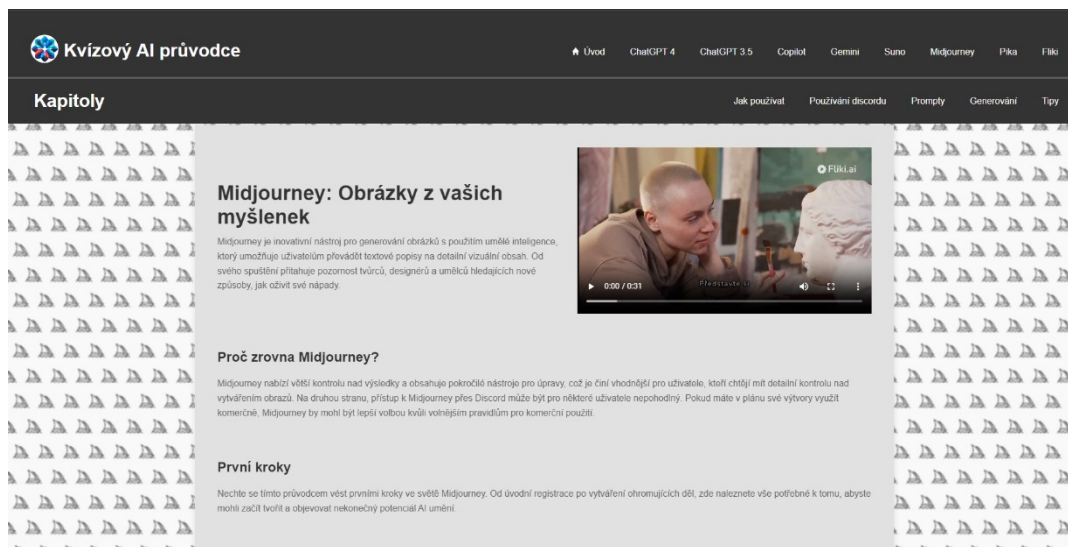 Kvízový AI průvodce
Úvod ChatGPT 4 ChatGPT 3.5 Copilot Gemini Suno Midjourney Pika Fliki
Kapitoly
Jak používat Používání discordu Prompty Generování Tipy
Midjourney: Obrázky z vašich
myšlenek
Midjourney je inovativní nástroj pro generování obrázků s použitím umělé inteligence,
který umožňuje uživatelům převádět textové popisy na detailní vizuální obsah. Od
svého spuštění přitahuje pozornost tvůrců, designérů a umělců hledajících nové
způsoby, jak oživit své nápady.
Fliki.ai
Představte si
0:00 / 0:31
Proč zrovna Midjourney?
Midjourney nabízí větší kontrolu nad výsledky a obsahuje pokročilé nástroje pro úpravy, což je činí vhodnější pro uživatele, kteří chtějí mít detailní kontrolu nad
vytvářením obrazů. Na druhou stranu, přístup k Midjourney přes Discord může být pro některé uživatele nepohodlný. Pokud máte v plánu své výtvory využít
komerčně, Midjourney by mohl být lepší volbou kvůli volnějším pravidlům pro komerční použití.
První kroky
Nechte se tímto průvodcem vést prvními kroky ve světě Midjourney. Od úvodní registrace po vytváření ohromujících děl, zde naleznete vše potřebné k tomu, abyste
mohli začít tvořit a objevovat nekonečný potenciál AI umění.